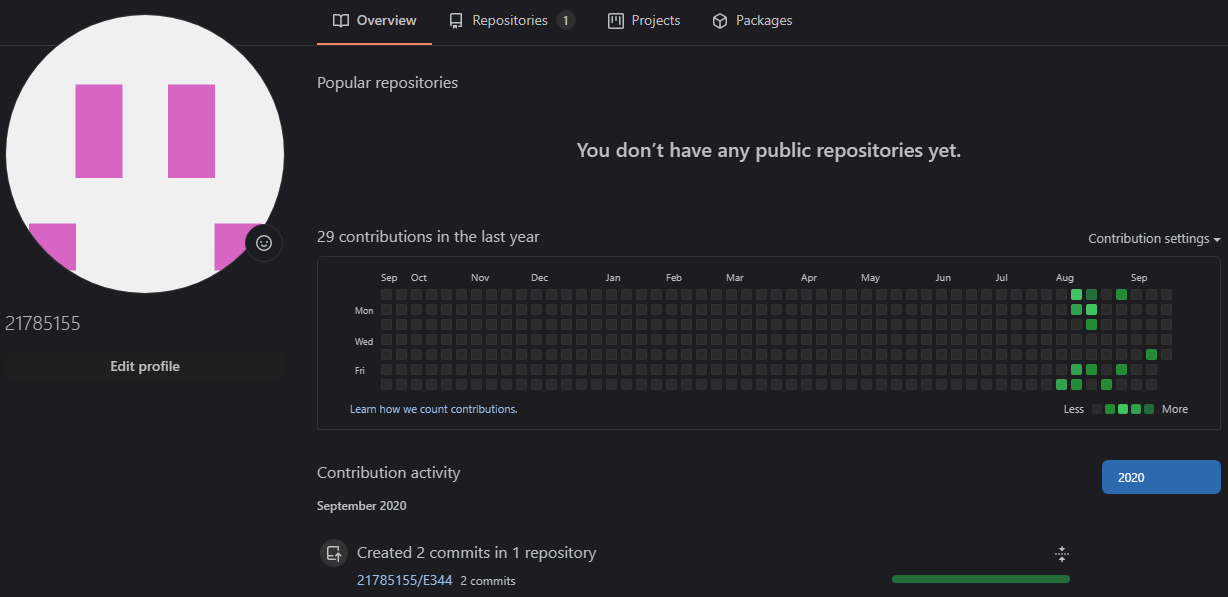 Overview Repositories 1 Projects Packages
Popular repositories
You don't have any public repositories yet.
29 contributions in the last year
Contribution settings
Sep Oct Nov Dec Jan Feb Mar Apr May Jun Jul Aug Sep
Mon
Wed
Fri
Learn how we count contributions.
Less More
21785155
Edit profile
Contribution activity
2020
September 2020
Created 2 commits in 1 repository
21785155/E344 2 commits